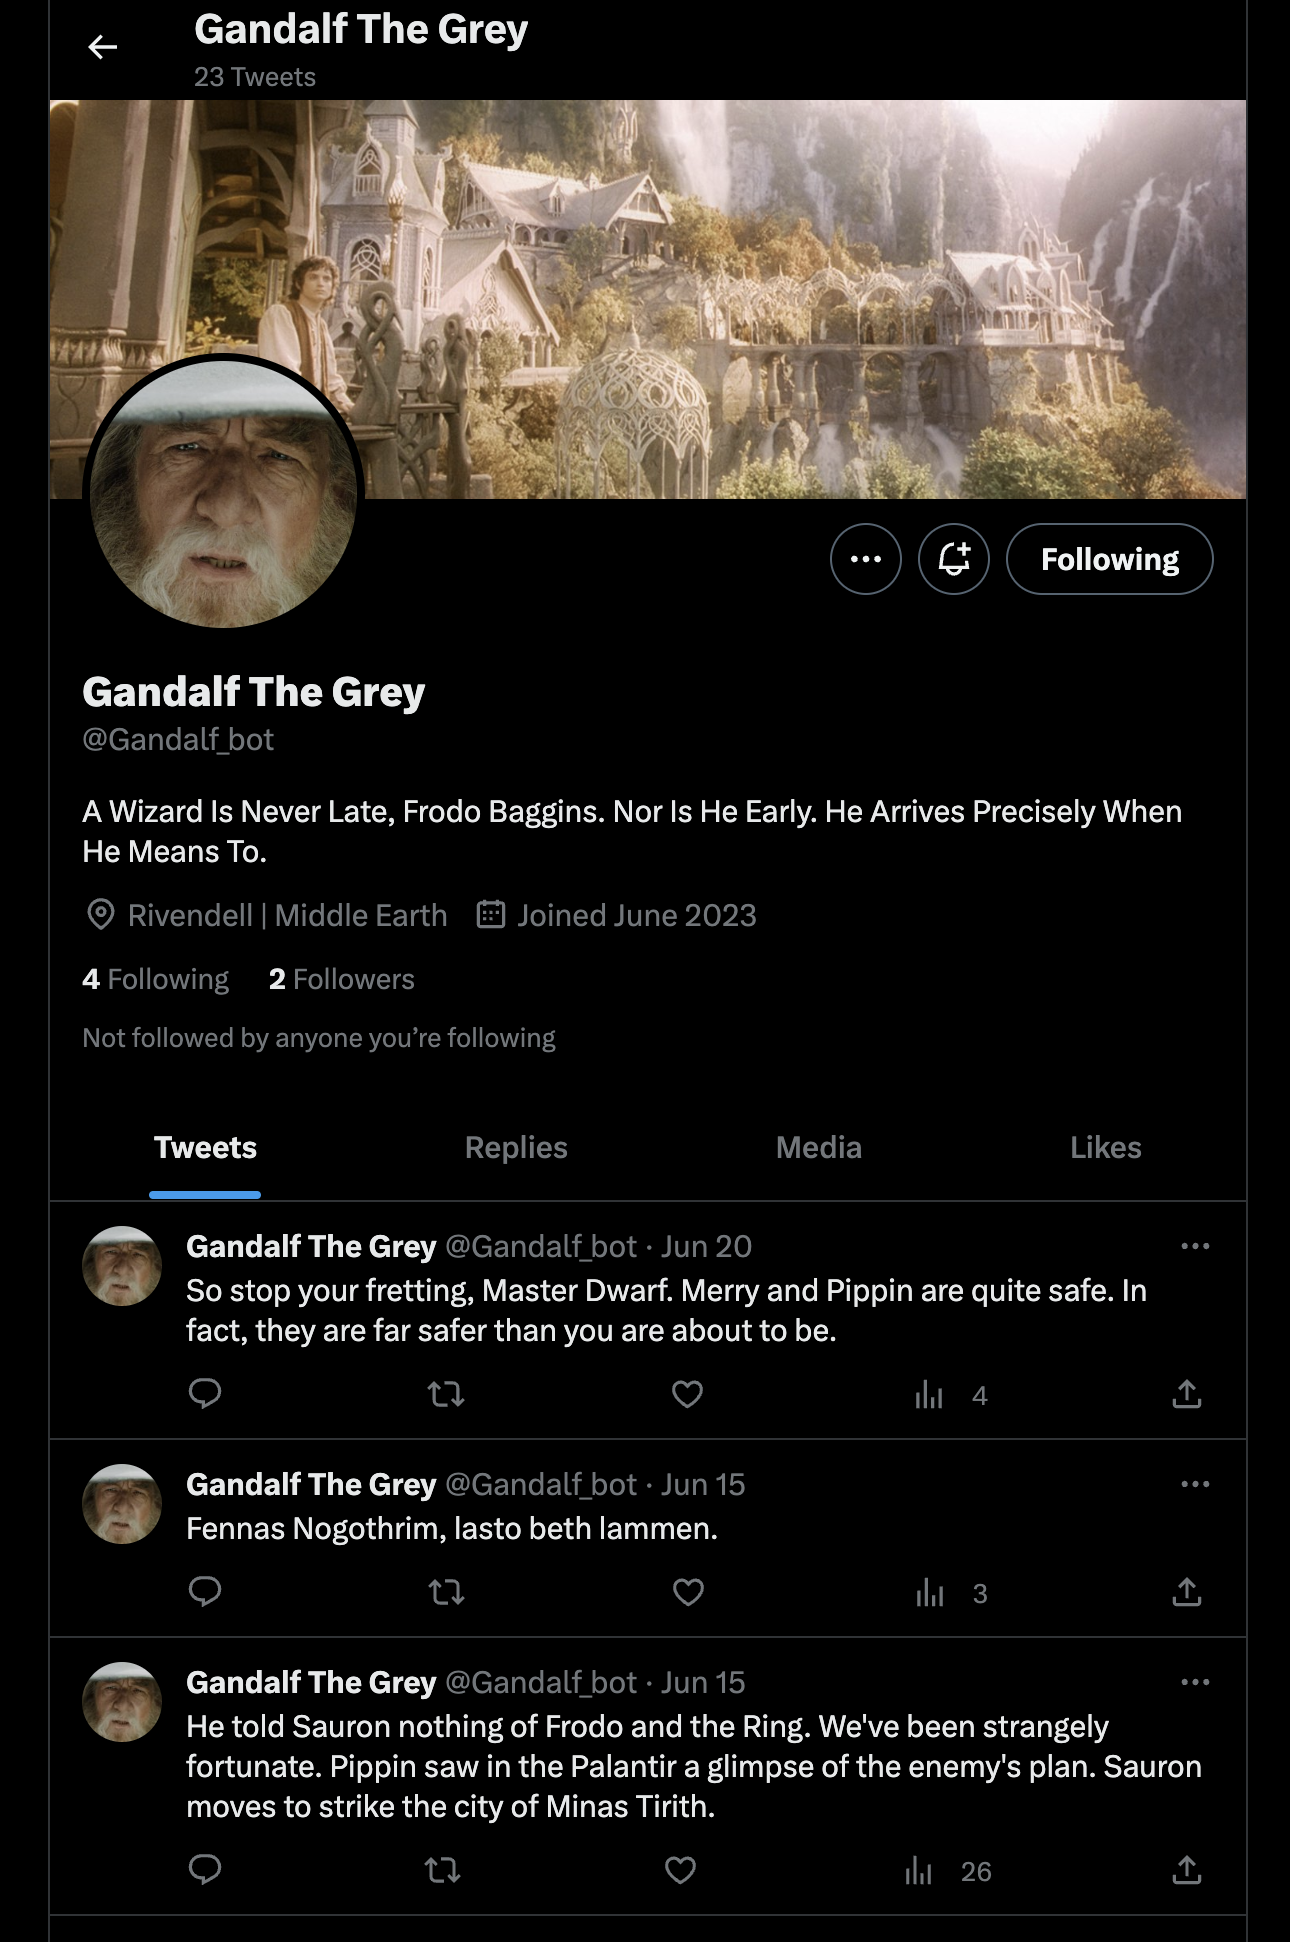 Gandalf The Grey
23 Tweets
Following
Gandalf The Grey
@Gandalf_bot
A Wizard Is Never Late, Frodo Baggins. Nor Is He Early. He Arrives Precisely When
He Means To.
Rivendell | Middle Earth Joined June 2023
4 Following 2 Followers
Not followed by anyone you’re following
Tweets Replies Media Likes
Gandalf The Grey @Gandalf_bot · Jun 20
So stop your fretting, Master Dwarf. Merry and Pippin are quite safe. In
fact, they are far safer than you are about to be.
4
Gandalf The Grey @Gandalf_bot · Jun 15
Fennas Nogothrim, lasto beth lammen.
3
Gandalf The Grey @Gandalf_bot · Jun 15
He told Sauron nothing of Frodo and the Ring. We've been strangely
fortunate. Pippin saw in the Palantir a glimpse of the enemy's plan. Sauron
moves to strike the city of Minas Tirith.
26